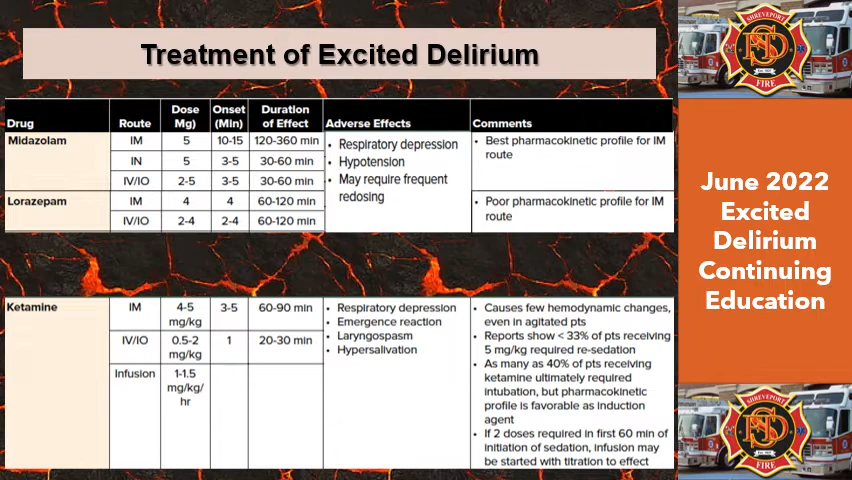 SHREVEPORT
FIRE
Treatment of Excited Delirium
Drug Route Dose Mg) Onset (Min) Duration of Effect Adverse Effects Comments
Midazolam IM 5 10-15 120-360 min
IN 5 3-5 30-60 min
IV/IO 2-5 3-5 30-60 min
• Respiratory depression
• Hypotension
• May require frequent
redosing
• Best pharmacokinetic profile for IM
route
Lorazepam IM 4 4 60-120 min
IV/IO 2-4 2-4 60-120 min
• Poor pharmacokinetic profile for IM
route
Ketamine IM 4-5 mg/kg 3-5 60-90 min
IV/IO 0.5-2 mg/kg 1 20-30 min
Infusion 1-1.5 mg/kg/ hr
• Respiratory depression
• Emergence reaction
• Laryngospasm
• Hypersalivation
• Causes few hemodynamic changes,
even in agitated pts
• Reports show < 33% of pts receiving
5 mg/kg required re-sedation
• As many as 40% of pts receiving
ketamine ultimately required
intubation, but pharmacokinetic
profile is favorable as induction
agent
• If 2 doses required in first 60 min of
initiation of sedation, infusion may
be started with titration to effect
June 2022
Excited
Delirium
Continuing
Education
SHREVEPORT
FIRE